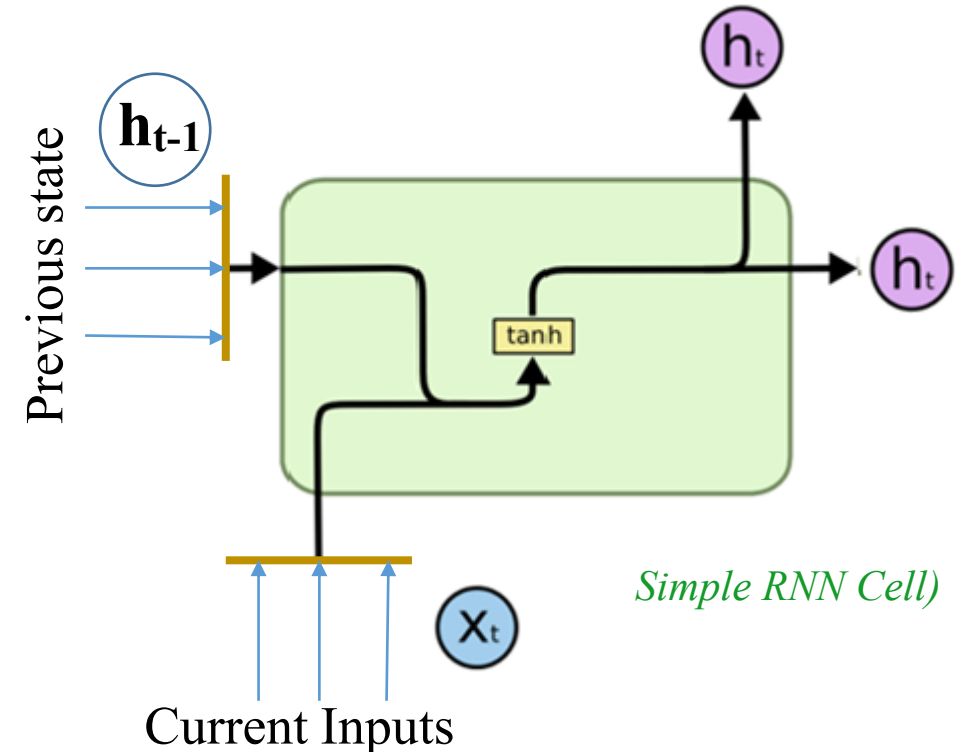 hₜ
hₜ₋₁
Previous state
hₜ
tanh
Simple RNN Cell)
xₜ
Current Inputs